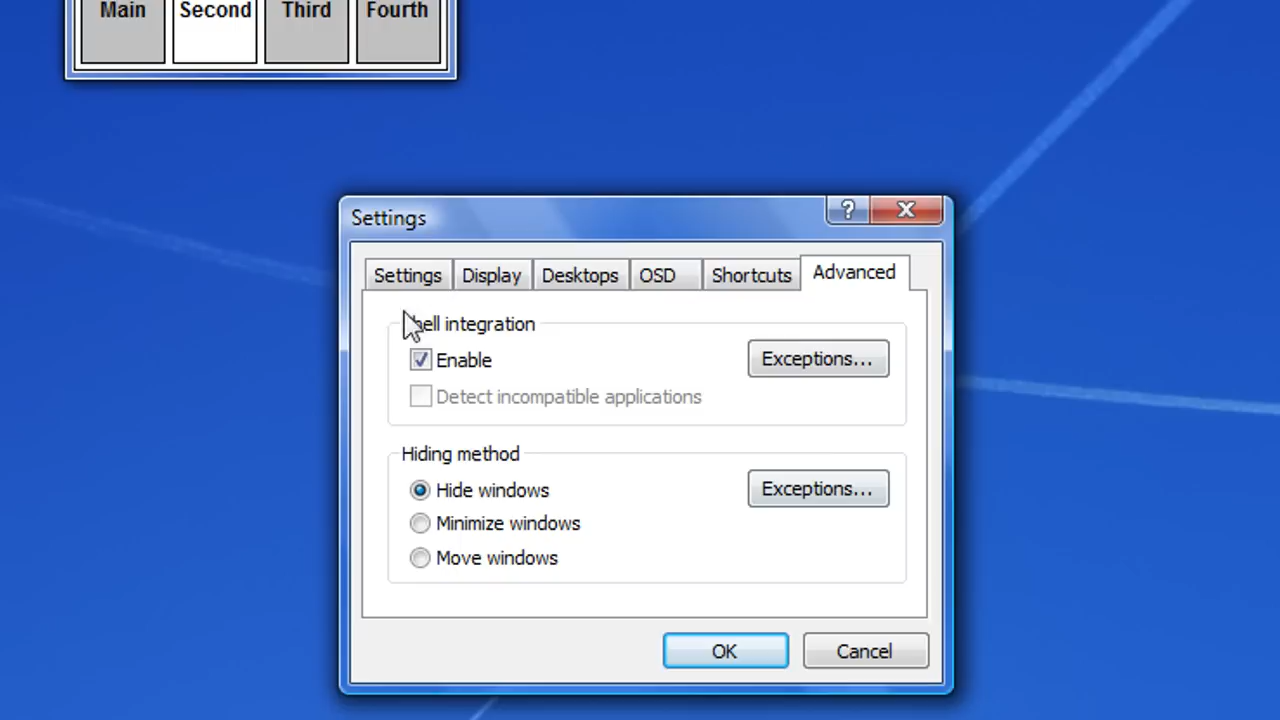 Main Second Third Fourth
Settings ?
Settings Display Desktops OSD Shortcuts Advanced
hell integration
Enable Exceptions...
Detect incompatible applications
Hiding method
Hide windows Exceptions...
Minimize windows
Move windows
OK Cancel